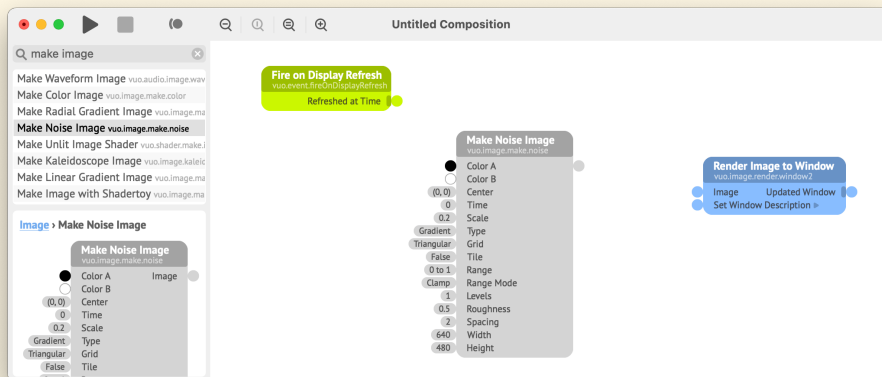 Untitled Composition
make image
Make Waveform Image vuo.audio.image.wav
Make Color Image vuo.image.make.color
Make Radial Gradient Image vuo.image.ma
Make Noise Image vuo.image.make.noise
Make Unlit Image Shader vuo.shader.make.i
Make Kaleidoscope Image vuo.image.kaleic
Make Linear Gradient Image vuo.image.ma
Make Image with Shadertoy vuo.image.ma
Image › Make Noise Image
Make Noise Image
vuo.image.make.noise
Color A Image
Color B
(0, 0) Center
0 Time
0.2 Scale
Gradient Type
Triangular Grid
False Tile
Fire on Display Refresh
vuo.event.fireOnDisplayRefresh
Refreshed at Time
Make Noise Image
vuo.image.make.noise
Color A
Color B
(0, 0) Center
0 Time
0.2 Scale
Gradient Type
Triangular Grid
False Tile
0 to 1 Range
Clamp Range Mode
1 Levels
0.5 Roughness
2 Spacing
640 Width
480 Height
Render Image to Window
vuo.image.render.window2
Image Updated Window
Set Window Description